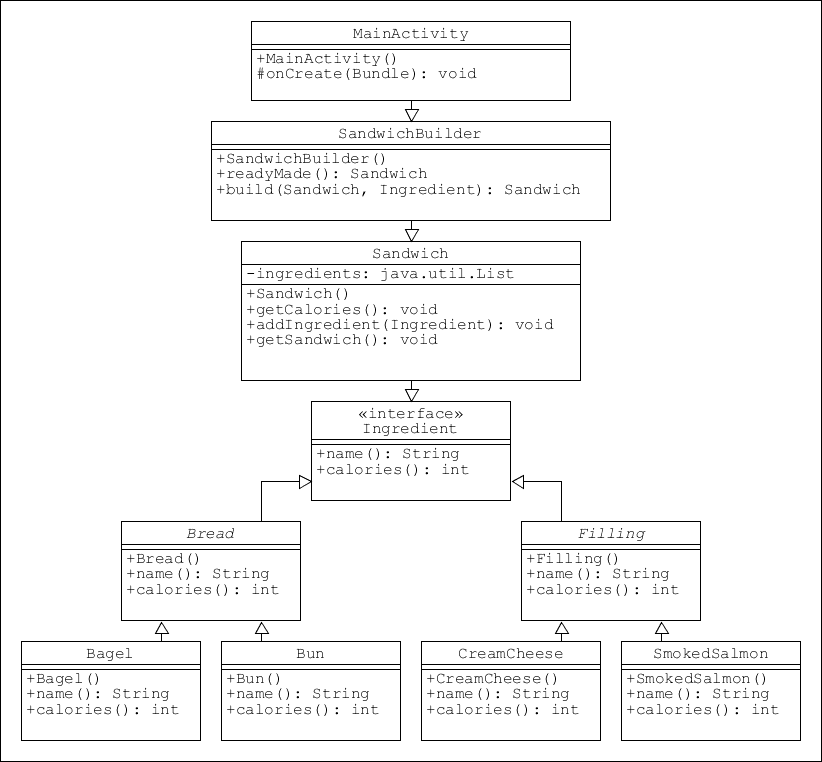 MainActivity
+MainActivity()
#onCreate(Bundle): void
SandwichBuilder
+SandwichBuilder()
+readyMade(): Sandwich
+build(Sandwich, Ingredient): Sandwich
Sandwich
-ingredients: java.util.List
+Sandwich()
+getCalories(): void
+addIngredient(Ingredient): void
+getSandwich(): void
«interface»
Ingredient
+name(): String
+calories(): int
Bread
+Bread()
+name(): String
+calories(): int
Filling
+Filling()
+name(): String
+calories(): int
Bagel
+Bagel()
+name(): String
+calories(): int
Bun
+Bun()
+name(): String
+calories(): int
CreamCheese
+CreamCheese()
+name(): String
+calories(): int
SmokedSalmon
+SmokedSalmon()
+name(): String
+calories(): int